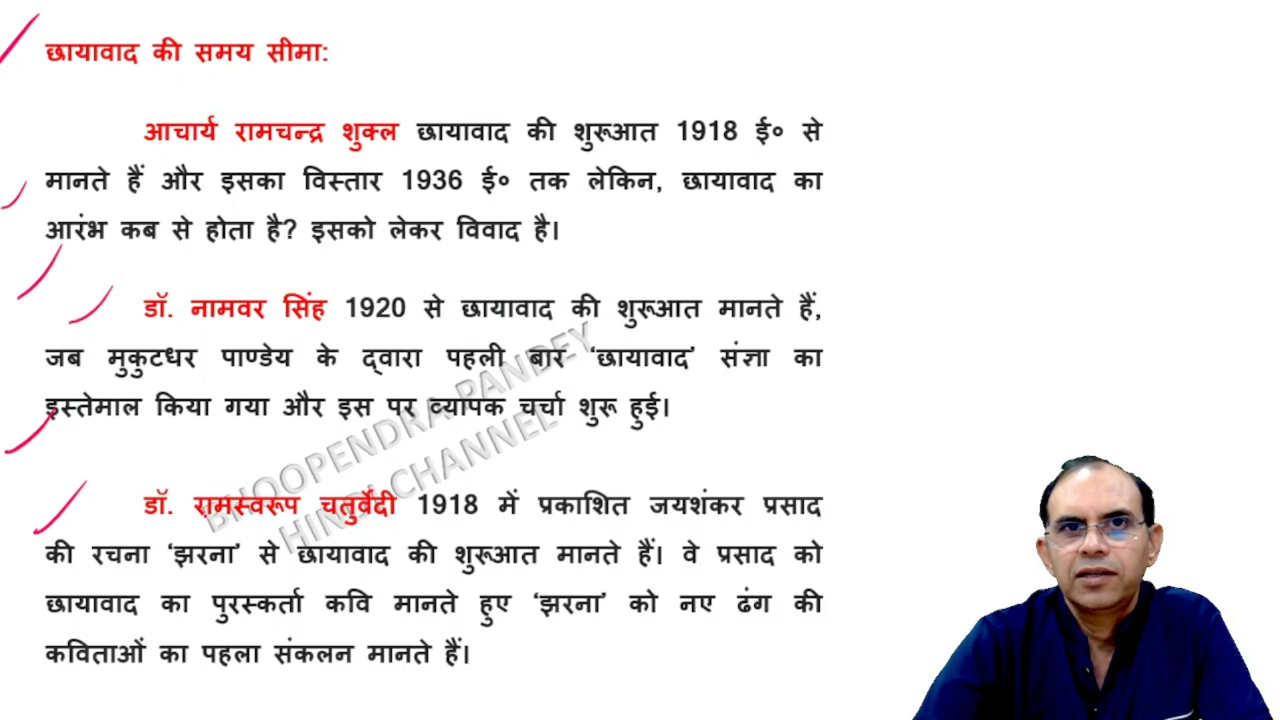 छायावाद की समय सीमा:
आचार्य रामचन्द्र शुक्ल छायावाद की शुरूआत 1918 ई० से
मानते हैं और इसका विस्तार 1936 ई० तक लेकिन, छायावाद का
आरंभ कब से होता है? इसको लेकर विवाद है।
डॉ. नामवर सिंह 1920 से छायावाद की शुरूआत मानते हैं,
जब मुकुटधर पाण्डेय के द्वारा पहली बार ‘छायावाद’ संज्ञा का
इस्तेमाल किया गया और इस पर व्यापक चर्चा शुरू हुई।
डॉ. रामस्वरूप चतुर्वेदी 1918 में प्रकाशित जयशंकर प्रसाद
की रचना ‘झरना’ से छायावाद की शुरूआत मानते हैं। वे प्रसाद को
छायावाद का पुरस्कर्ता कवि मानते हुए ‘झरना’ को नए ढंग की
कविताओं का पहला संकलन मानते हैं।
BHOOPENDRA PANDEY
HINDI CHANNEL